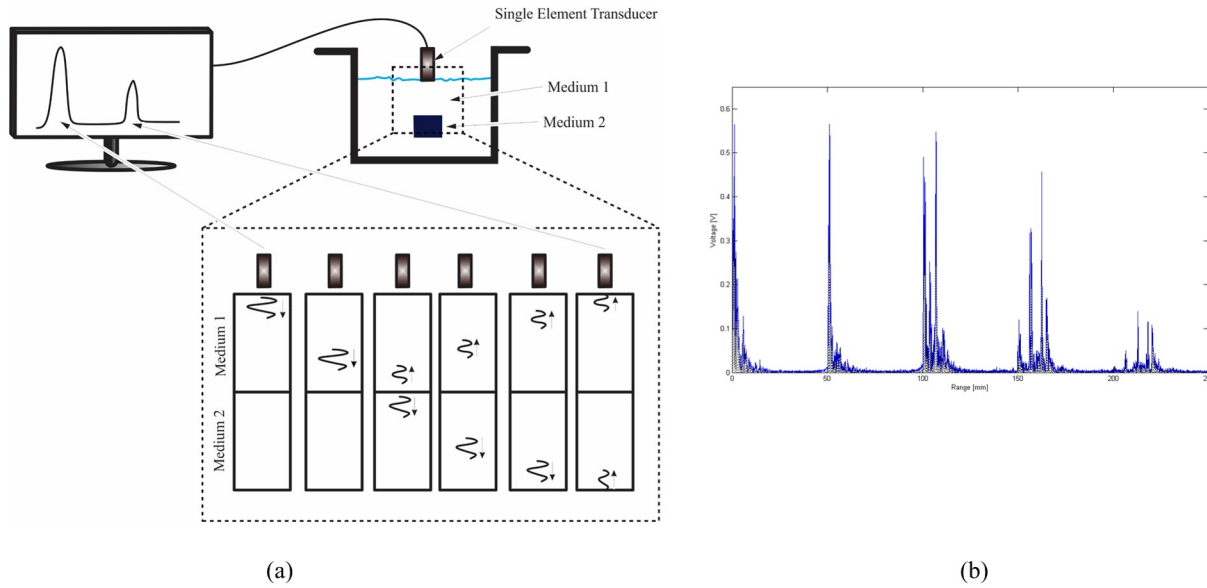 Single Element Transducer
Medium 1
Medium 2
Medium 1
Medium 2
(a)
Voltage [V]
0.6
0.5
0.4
0.3
0.2
0.1
0
0 50 100 150 200 250
Range [mm]
(b)